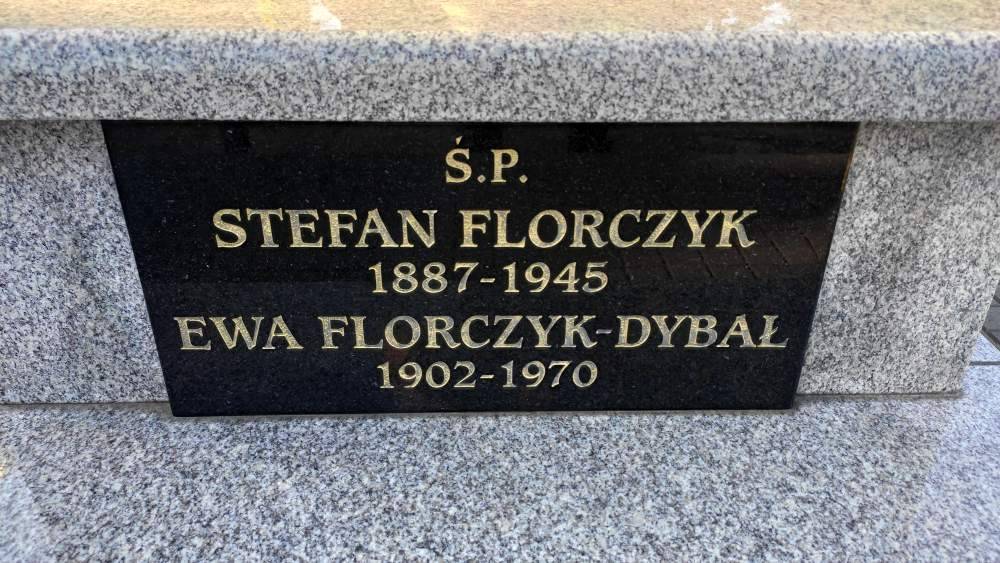 Ś.P.
STEFAN FLORCZYK
1887-1945
EWA FLORCZYK-DYBAŁ
1902-1970